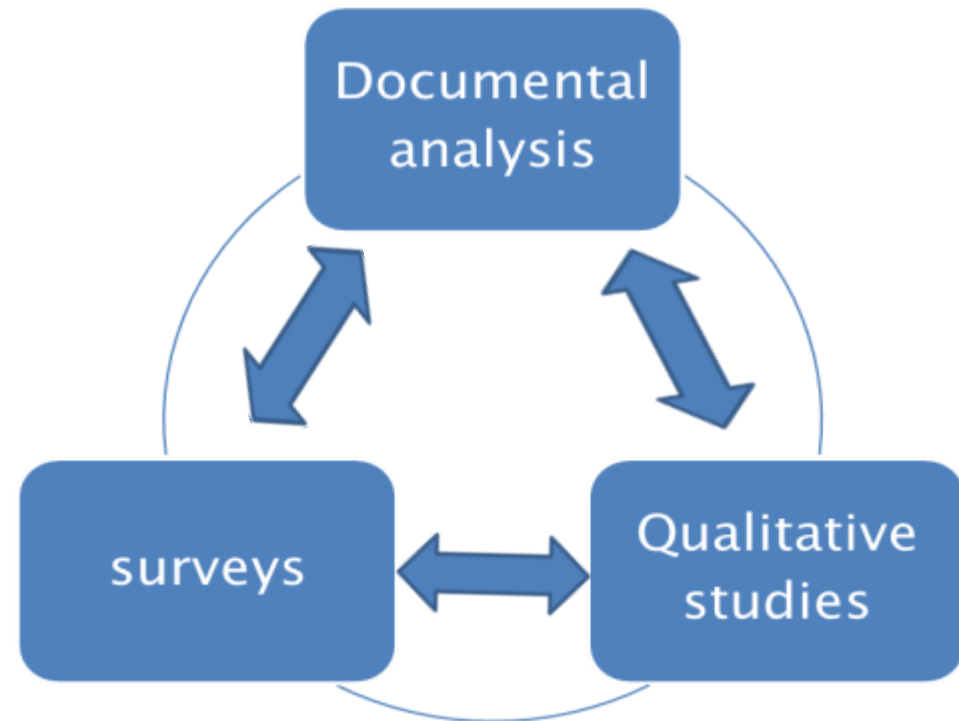 Documental
analysis
surveys
Qualitative
studies